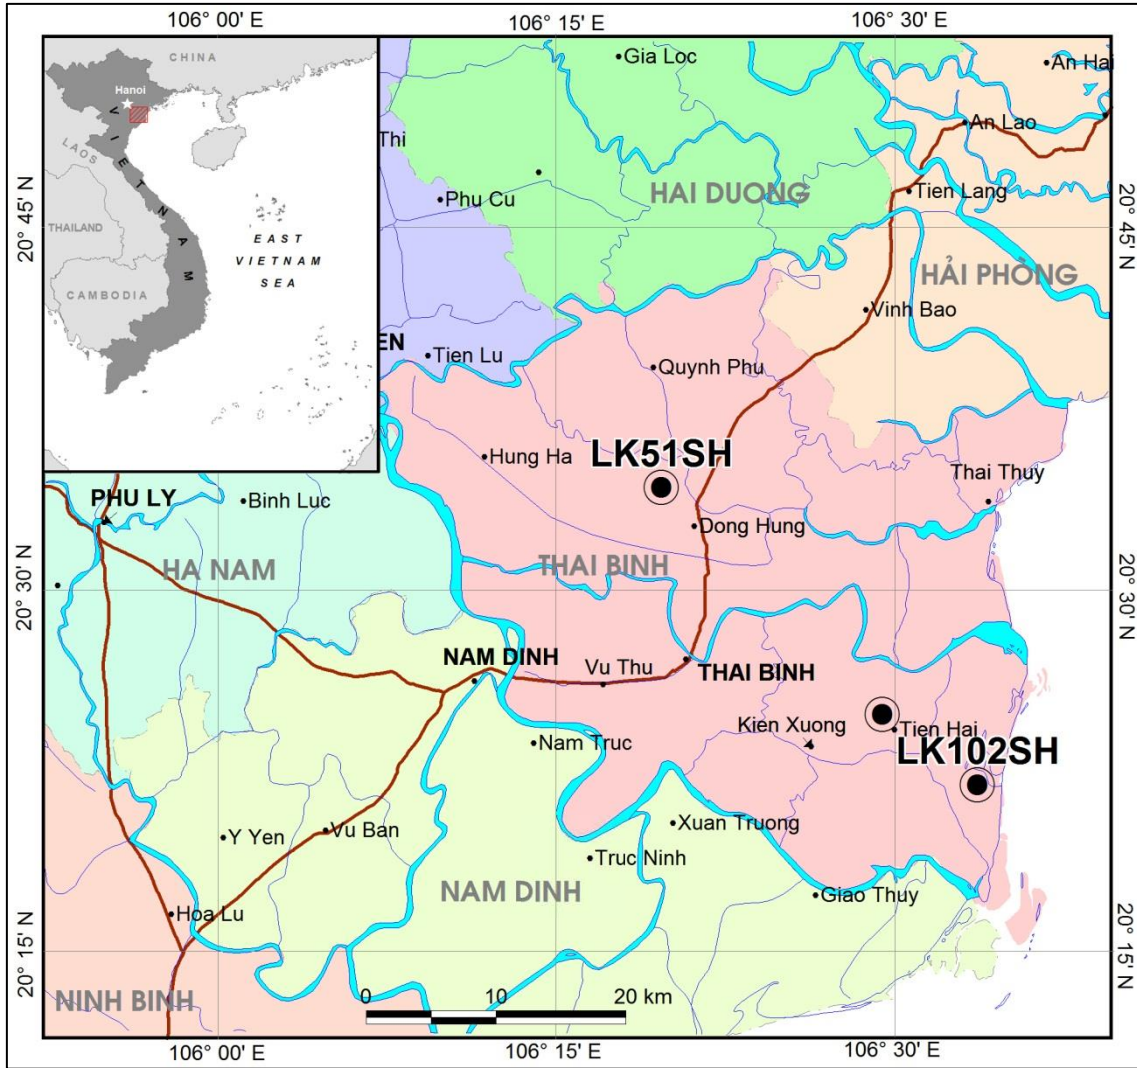 106° 00' E
106° 15' E
106° 30' E
CHINA
Hanoi
LAOS
VIETNAM
THAILAND
CAMBODIA
EAST
VIETNAM
SEA
Gia Loc
An Hai
An Lao
Thi
Phu Cu
HAI DUONG
Tien Lang
20° 45' N
20° 45' N
HẢI PHÒNG
Vinh Bao
EN
Tien Lu
Quynh Phu
Hung Ha
LK51SH
Thai Thuy
PHU LY
Binh Luc
Dong Hung
HA NAM
THAI BINH
20° 30' N
20° 30' N
NAM DINH
Vu Thu
THAI BINH
Kien Xuong
Tien Hai
Nam Truc
LK102SH
Y Yen
Vu Ban
Xuan Truong
Truc Ninh
NAM DINH
Giao Thuy
Hoa Lu
20° 15' N
20° 15' N
NINH BINH
0 10 20 km
106° 00' E
106° 15' E
106° 30' E